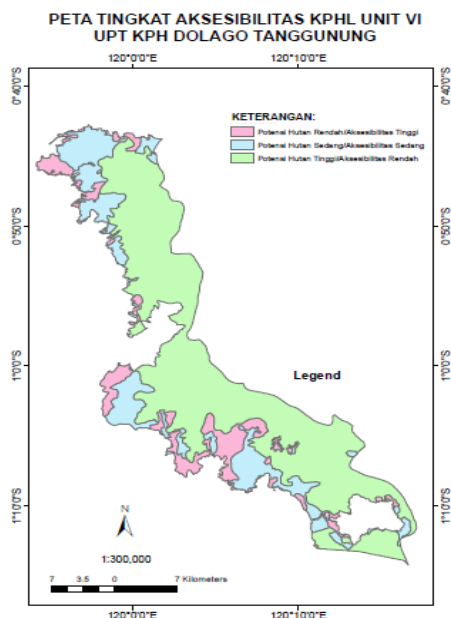 PETA TINGKAT AKSESIBILITAS KPHL UNIT VI
UPT KPH DOLAGO TANGGUNUNG
120°0'0"E 120°10'0"E
0°40'0"S 0°40'0"S
KETERANGAN:
Potensi Hutan Rendah/Aksesibilitas Tinggi
Potensi Hutan Sedang/Aksesibilitas Sedang
Potensi Hutan Tinggi/Aksesibilitas Rendah
0°50'0"S 0°50'0"S
1°0'0"S 1°0'0"S
Legend
1°10'0"S 1°10'0"S
N
1:300,000
7 3.5 0 7 Kilometers
120°0'0"E 120°10'0"E